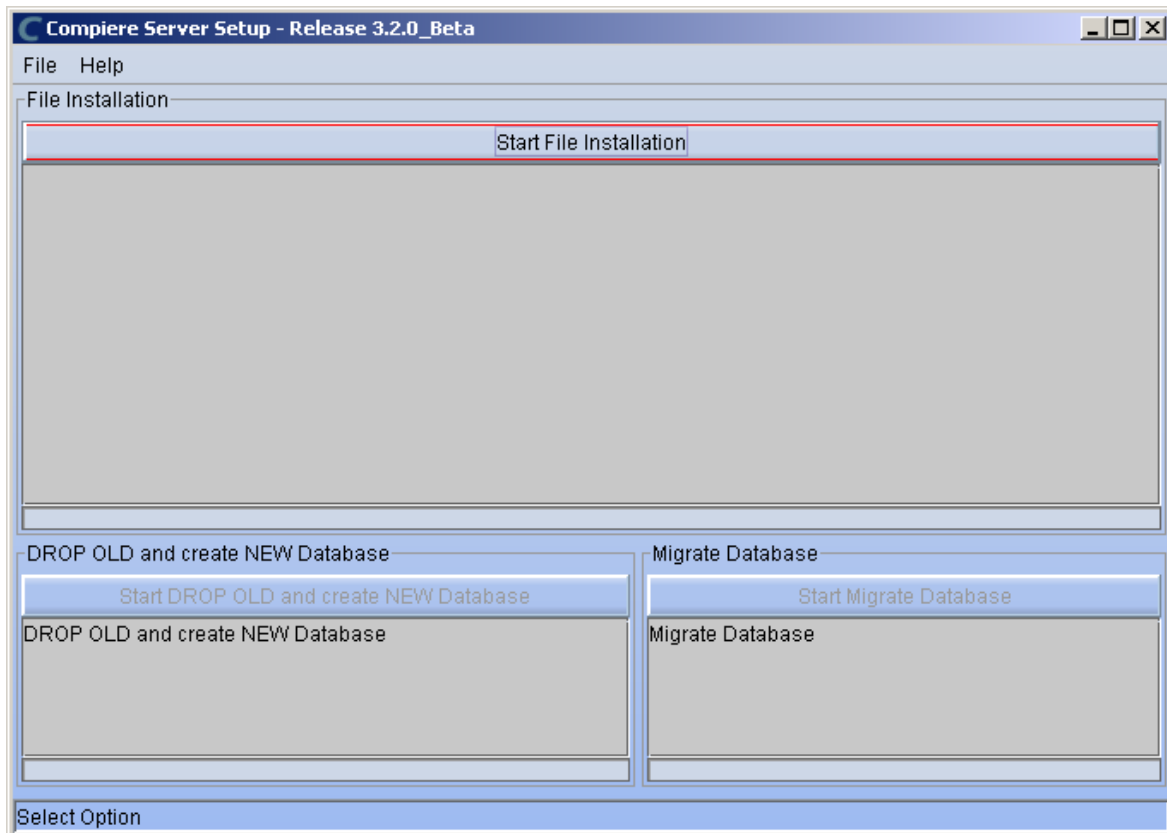 Compiere Server Setup - Release 3.2.0_Beta
File Help
File Installation
Start File Installation
DROP OLD and create NEW Database
Start DROP OLD and create NEW Database
DROP OLD and create NEW Database
Migrate Database
Start Migrate Database
Migrate Database
Select Option